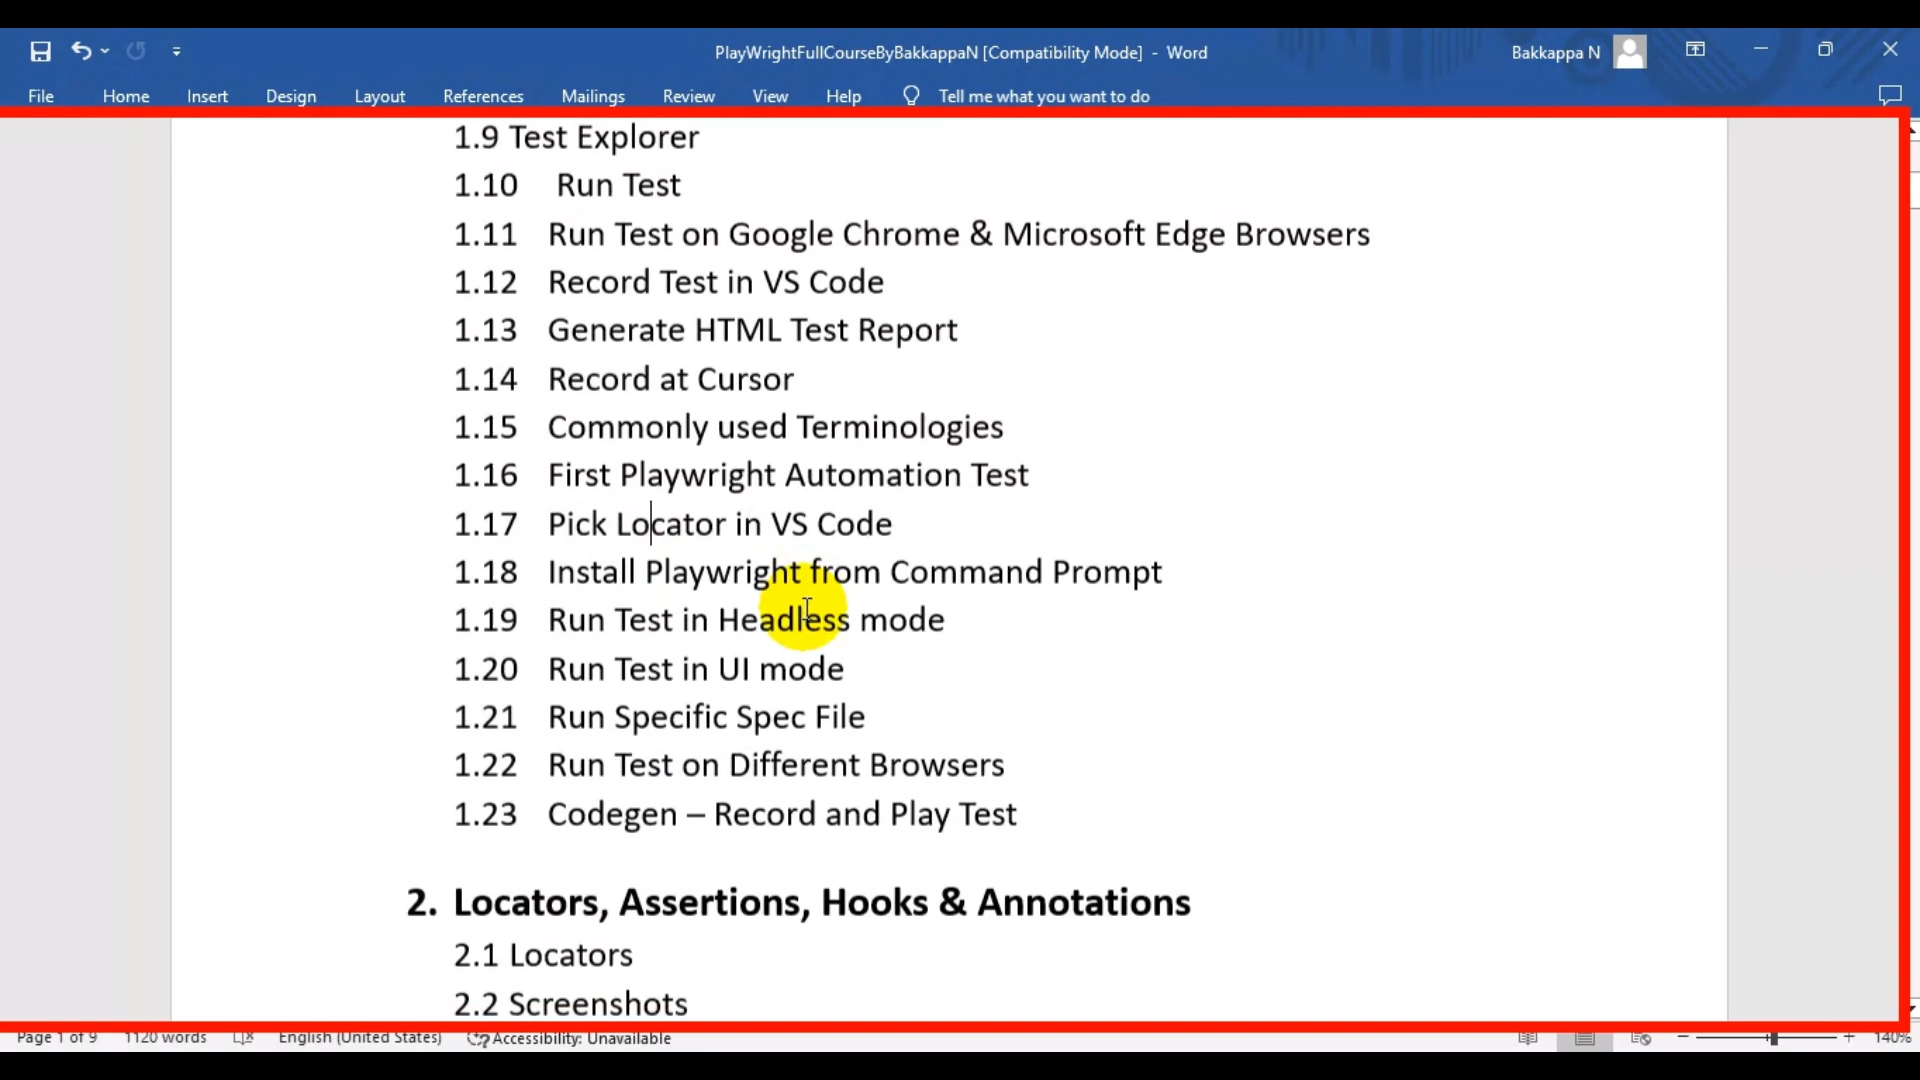 PlayWrightFullCourseByBakkappaN [Compatibility Mode] - Word
Bakkappa N
File Home Insert Design Layout References Mailings Review View Help Tell me what you want to do
1.9 Test Explorer
1.10 Run Test
1.11 Run Test on Google Chrome & Microsoft Edge Browsers
1.12 Record Test in VS Code
1.13 Generate HTML Test Report
1.14 Record at Cursor
1.15 Commonly used Terminologies
1.16 First Playwright Automation Test
1.17 Pick Locator in VS Code
1.18 Install Playwright from Command Prompt
1.19 Run Test in Headless mode
1.20 Run Test in UI mode
1.21 Run Specific Spec File
1.22 Run Test on Different Browsers
1.23 Codegen – Record and Play Test
2. Locators, Assertions, Hooks & Annotations
2.1 Locators
2.2 Screenshots
Page 1 of 9 1120 words English (United States) Accessibility: Unavailable 140%